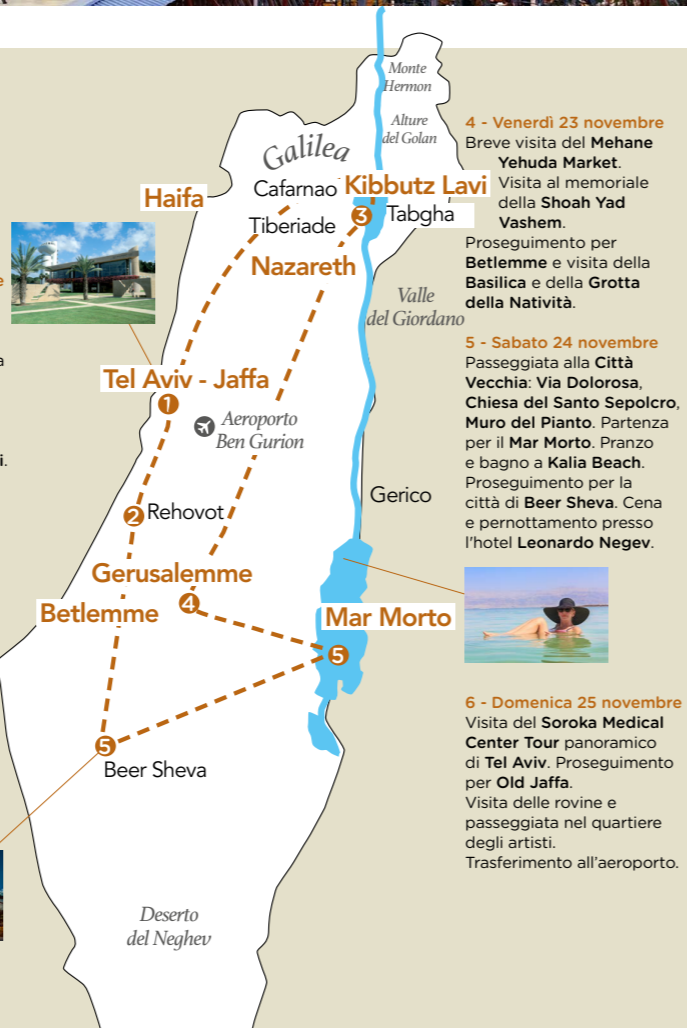 Monte
Hermon
Alture
del Golan
Galilea
Haifa
Cafarnao
Kibbutz Lavi
Tiberiade
3
Tabgha
Nazareth
Valle
del Giordano
e
a
i.
Tel Aviv - Jaffa
1
Aeroporto
Ben Gurion
2
Rehovot
Gerico
Gerusalemme
4
Betlemme
Mar Morto
5
5
Beer Sheva
Deserto
del Neghev
4 - Venerdì 23 novembre
Breve visita del Mehane
Yehuda Market.
Visita al memoriale
della Shoah Yad
Vashem.
Proseguimento per
Betlemme e visita della
Basilica e della Grotta
della Natività.
5 - Sabato 24 novembre
Passeggiata alla Città
Vecchia: Via Dolorosa,
Chiesa del Santo Sepolcro,
Muro del Pianto. Partenza
per il Mar Morto. Pranzo
e bagno a Kalia Beach.
Proseguimento per la
città di Beer Sheva. Cena
e pernottamento presso
l'hotel Leonardo Negev.
6 - Domenica 25 novembre
Visita del Soroka Medical
Center Tour panoramico
di Tel Aviv. Proseguimento
per Old Jaffa.
Visita delle rovine e
passeggiata nel quartiere
degli artisti.
Trasferimento all'aeroporto.